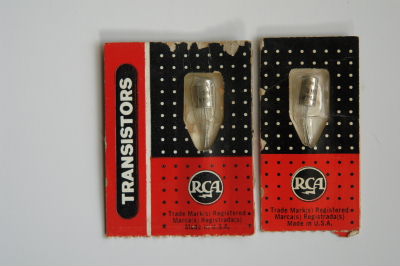 TRANSISTORS
RCA
Trade Mark(s) Registered
Marca(s) Registrada(s)
Made in U.S.A.
RCA
Trade Mark(s) Registered
Marca(s) Registrada(s)
Made in U.S.A.